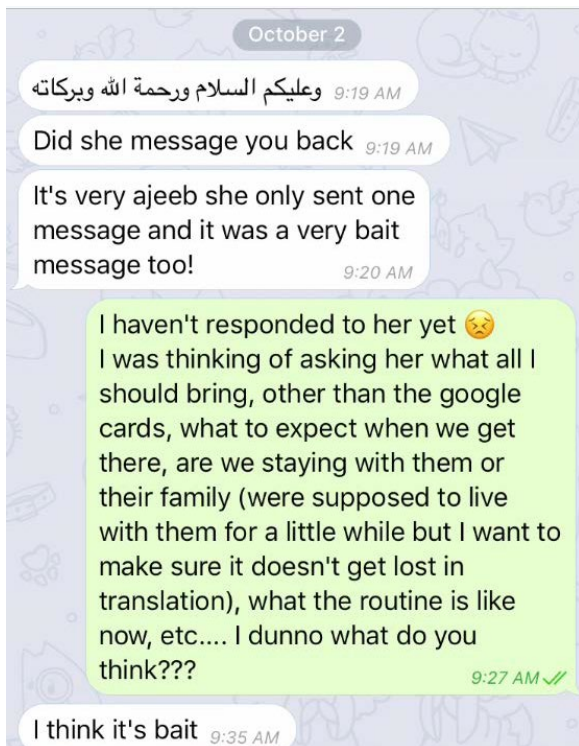 October 2
وعليكم السلام ورحمة الله وبركاته 9:19 AM
Did she message you back 9:19 AM
It's very ajeeb she only sent one
message and it was a very bait
message too! 9:20 AM
I haven't responded to her yet 😣
I was thinking of asking her what all I
should bring, other than the google
cards, what to expect when we get
there, are we staying with them or
their family (were supposed to live
with them for a little while but I want to
make sure it doesn't get lost in
translation), what the routine is like
now, etc.... I dunno what do you
think??? 9:27 AM
I think it's bait 9:35 AM